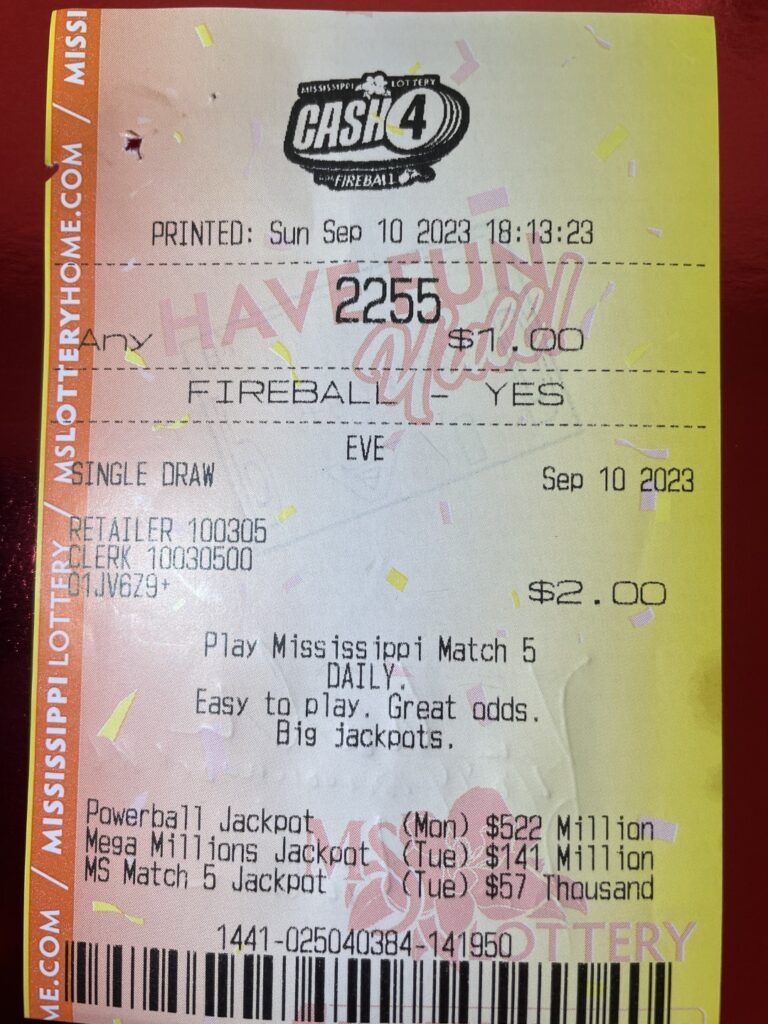 MISSISSIPPI LOTTERY
CASH 4
FIREBALL
PRINTED: Sun Sep 10 2023 18:13:23
HAVE FUN
Y'all!
2255
Any $1.00
FIREBALL - YES
EVE
SINGLE DRAW Sep 10 2023
RETAILER 100305
CLERK 10030500
01JV6Z9+
$2.00
Play Mississippi Match 5
DAILY.
Easy to play. Great odds.
Big jackpots.
Powerball Jackpot (Mon) $522 Million
Mega Millions Jackpot (Tue) $141 Million
MS Match 5 Jackpot (Tue) $57 Thousand
MS
LOTTERY
1441-025040384-141950
ME.COM / MISSISSIPPI LOTTERY / MSLOTTERYHOME.COM / MISSI